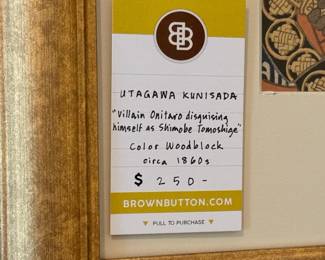 BB
UTAGAWA KUNISADA
"Villain Onitaro disguising
himself as Shimobe Tomoshige"
Color Woodblock
circa 1860s
$ 250-
BROWNBUTTON.COM
▼ PULL TO PURCHASE ▼